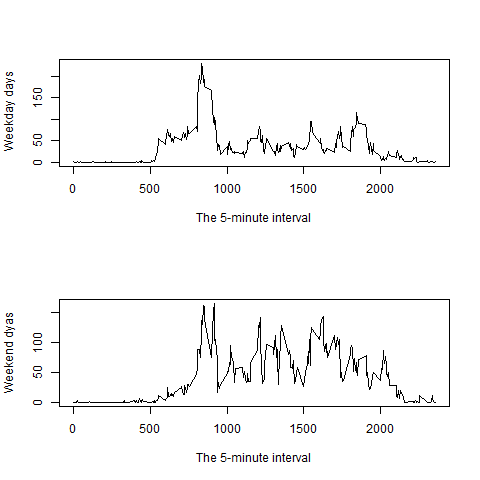 Weekday days
150
50
0
0 500 1000 1500 2000
The 5-minute interval
Weekend dyas
100
50
0
0 500 1000 1500 2000
The 5-minute interval